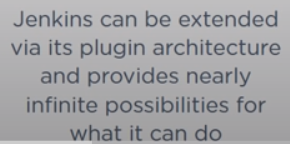 Jenkins can be extended
via its plugin architecture
and provides nearly
infinite possibilities for
what it can do